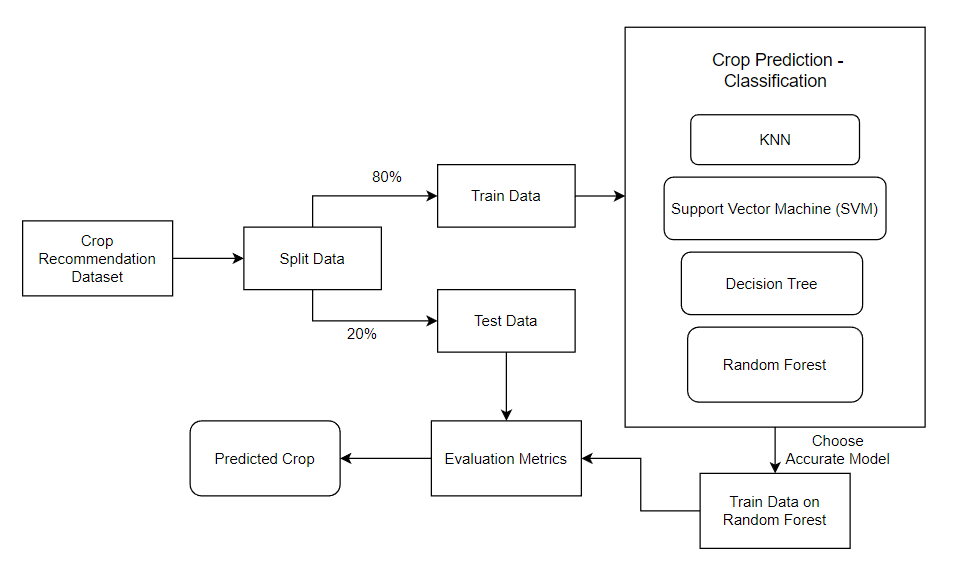 Crop
Recommendation
Dataset
Split Data
80%
Train Data
20%
Test Data
Crop Prediction -
Classification
KNN
Support Vector Machine (SVM)
Decision Tree
Random Forest
Choose
Accurate Model
Train Data on
Random Forest
Evaluation Metrics
Predicted Crop